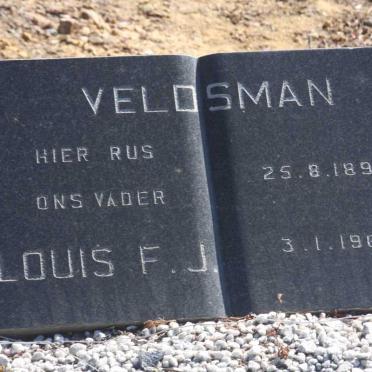 VELDSMAN
HIER RUS
ONS VADER
LOUIS F. J.
25.8.189
3.1.19